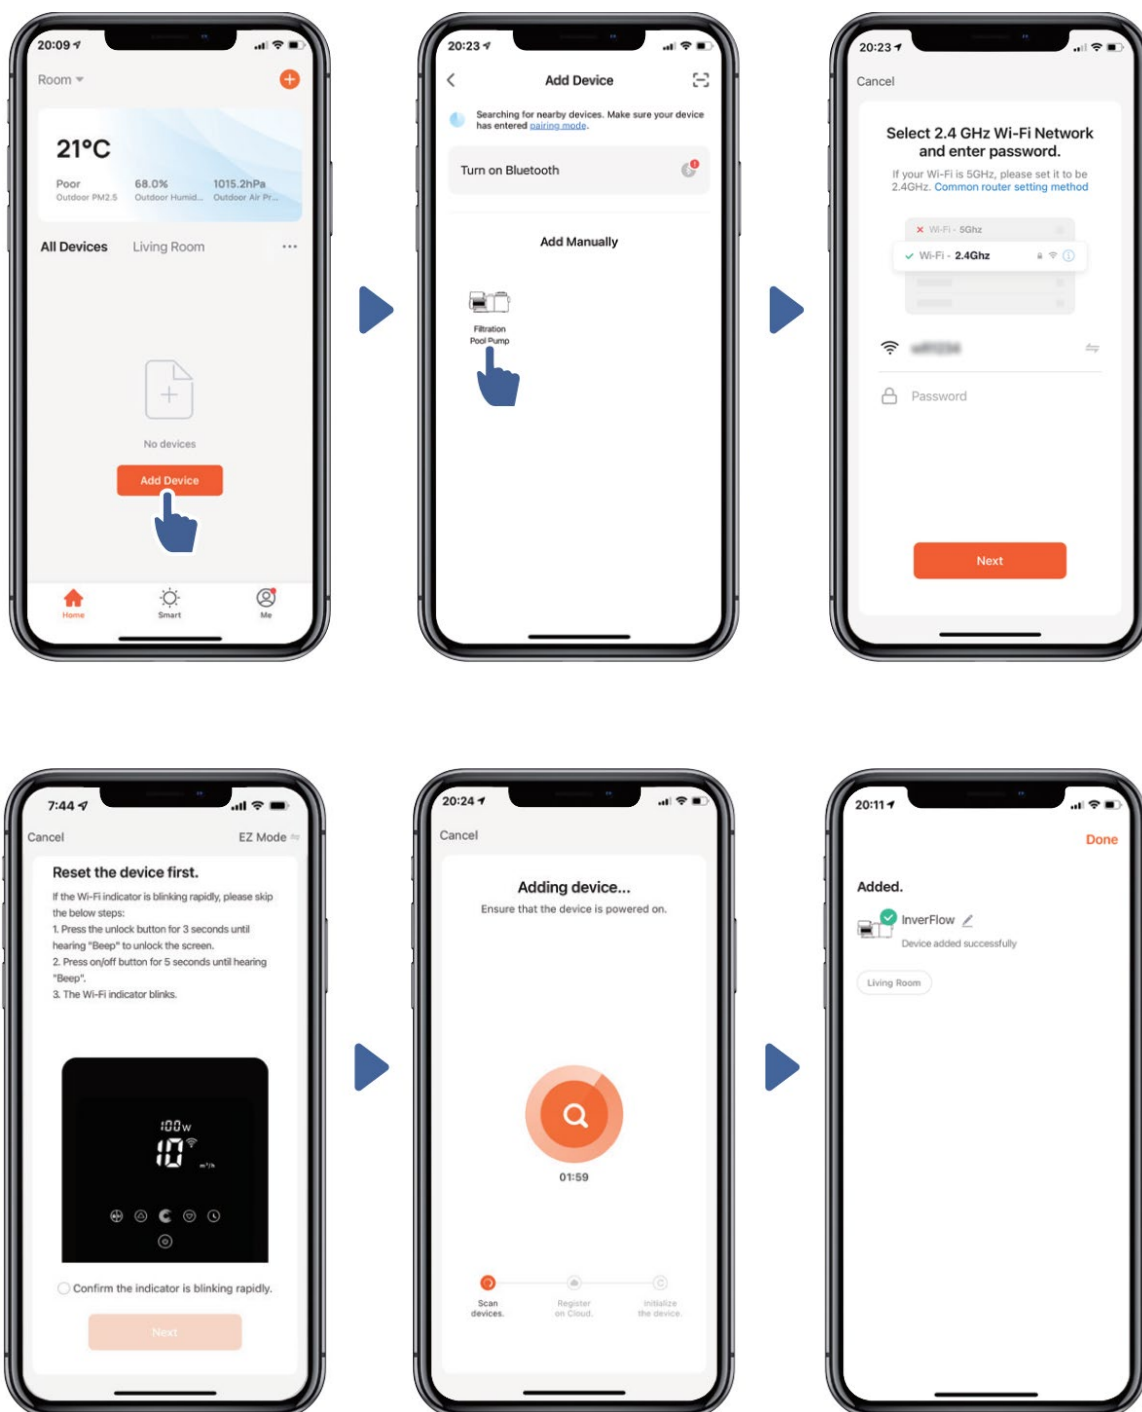 20:09
Room
21°C
Poor
Outdoor PM2.5
68.0%
Outdoor Humid...
1015.2hPa
Outdoor Air Pr...
All Devices
Living Room
...
No devices
Add Device
Home
Smart
Me
20:23
Add Device
Searching for nearby devices. Make sure your device
has entered pairing mode.
Turn on Bluetooth
Add Manually
Filtration
Pool Pump
20:23
Cancel
Select 2.4 GHz Wi-Fi Network
and enter password.
If your Wi-Fi is 5GHz, please set it to be
2.4GHz. Common router setting method
Wi-Fi - 5Ghz
Wi-Fi - 2.4Ghz
Password
Next
7:44
Cancel
EZ Mode
Reset the device first.
If the Wi-Fi indicator is blinking rapidly, please skip
the below steps:
1. Press the unlock button for 3 seconds until
hearing "Beep" to unlock the screen.
2. Press on/off button for 5 seconds until hearing
"Beep".
3. The Wi-Fi indicator blinks.
100w
10
m³/h
Confirm the indicator is blinking rapidly.
Next
20:24
Cancel
Adding device...
Ensure that the device is powered on.
01:59
Scan
devices.
Register
on Cloud.
Initialize
the device.
20:11
Done
Added.
InverFlow
Device added successfully
Living Room